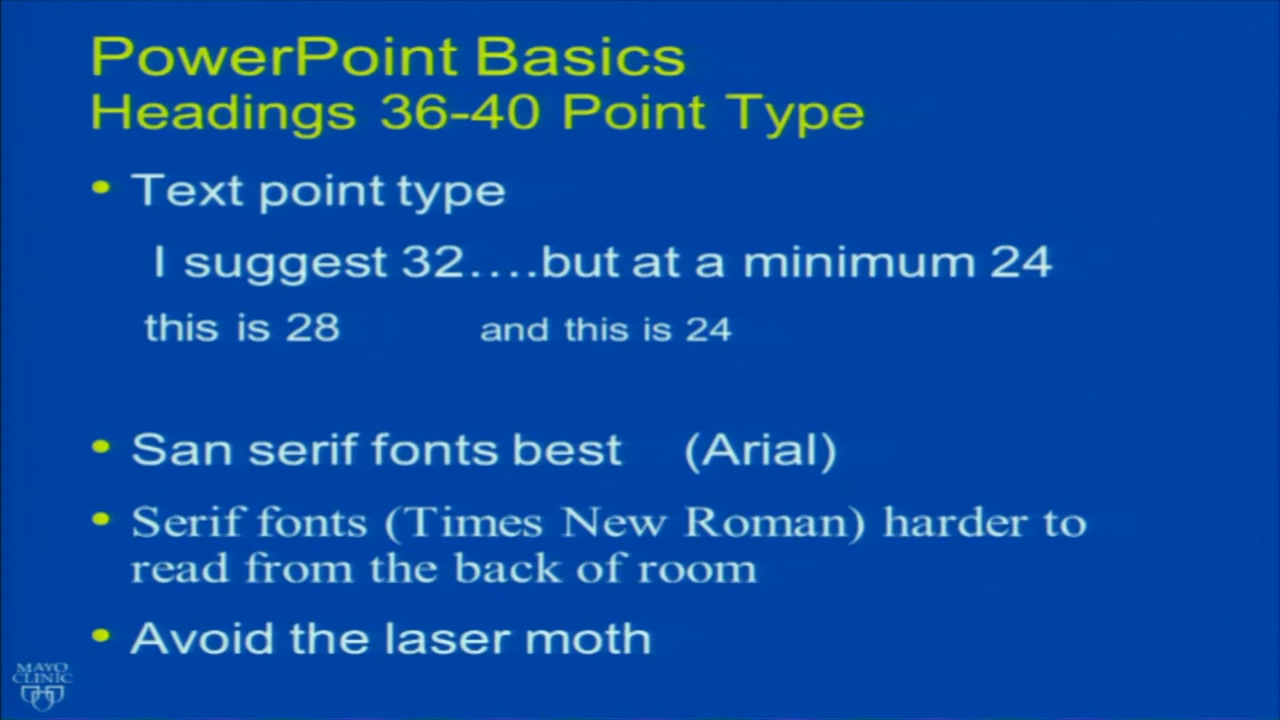 PowerPoint Basics
Headings 36-40 Point Type
• Text point type
I suggest 32....but at a minimum 24
this is 28 and this is 24
• San serif fonts best (Arial)
• Serif fonts (Times New Roman) harder to
read from the back of room
• Avoid the laser moth
MAYO
CLINIC